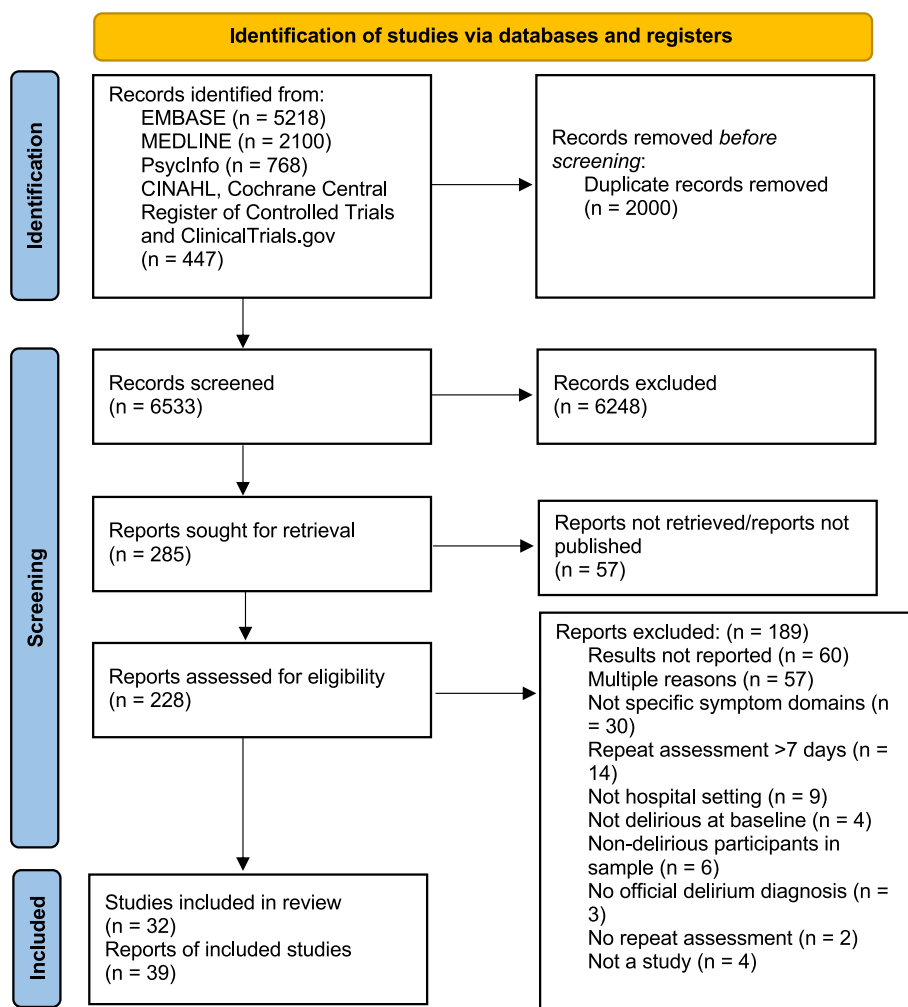 Identification of studies via databases and registers
Identification
Records identified from:
EMBASE (n = 5218)
MEDLINE (n = 2100)
PsycInfo (n = 768)
CINAHL, Cochrane Central
Register of Controlled Trials
and ClinicalTrials.gov
(n = 447)
Records removed before
screening:
Duplicate records removed
(n = 2000)
Screening
Records screened
(n = 6533)
Records excluded
(n = 6248)
Reports sought for retrieval
(n = 285)
Reports not retrieved/reports not
published
(n = 57)
Reports assessed for eligibility
(n = 228)
Reports excluded: (n = 189)
Results not reported (n = 60)
Multiple reasons (n = 57)
Not specific symptom domains (n
= 30)
Repeat assessment >7 days (n =
14)
Not hospital setting (n = 9)
Not delirious at baseline (n = 4)
Non-delirious participants in
sample (n = 6)
No official delirium diagnosis (n =
3)
No repeat assessment (n = 2)
Not a study (n = 4)
Included
Studies included in review
(n = 32)
Reports of included studies
(n = 39)